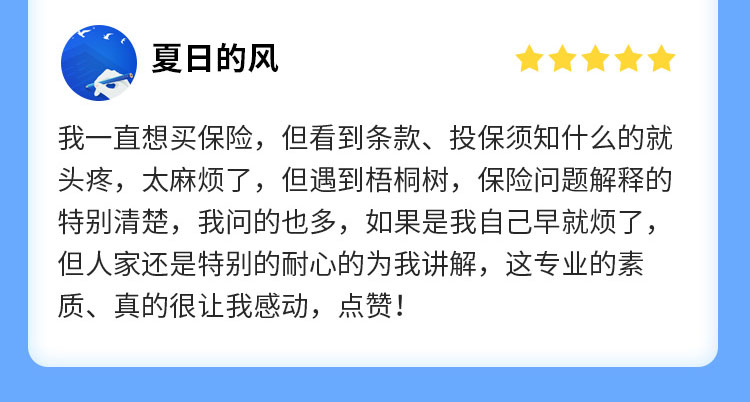 夏日的风
我一直想买保险，但看到条款、投保须知什么的就
头疼，太麻烦了，但遇到梧桐树，保险问题解释的
特别清楚，我问的也多，如果是我自己早就烦了，
但人家还是特别的耐心的为我讲解，这专业的素
质、真的很让我感动，点赞！